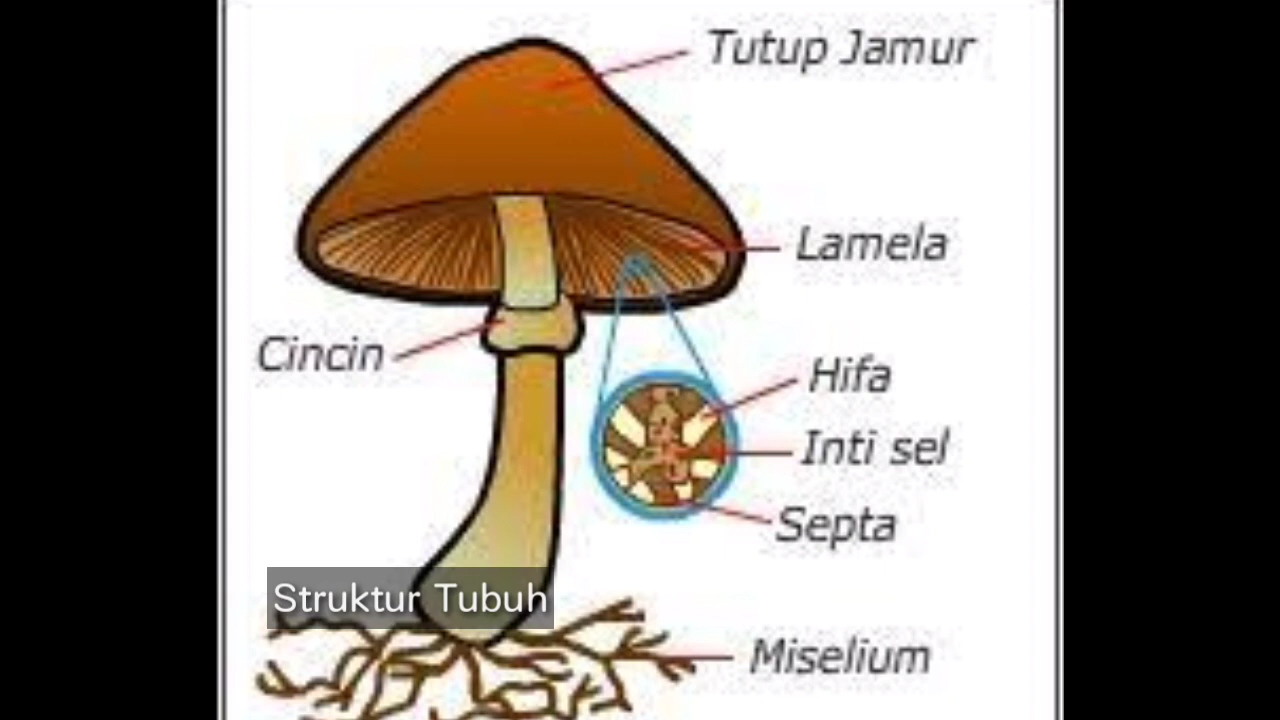 Tutup Jamur
Lamela
Cincin
Hifa
Inti sel
Septa
Struktur Tubuh
Miselium